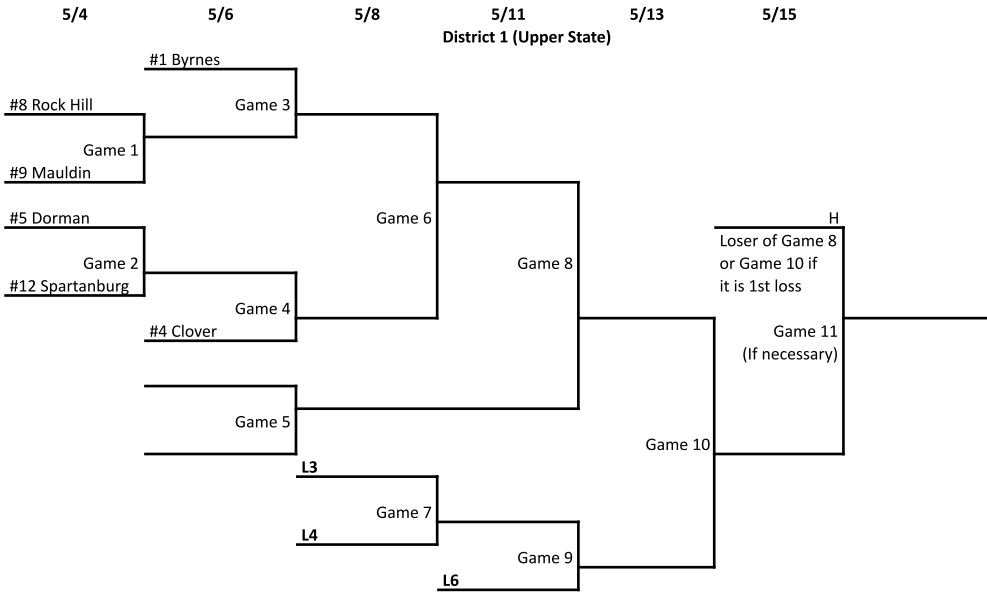 5/4 5/6 5/8 5/11 5/13 5/15
District 1 (Upper State)
#1 Byrnes
#8 Rock Hill
Game 3
Game 1
#9 Mauldin
#5 Dorman
Game 6
H
Loser of Game 8
or Game 10 if
it is 1st loss
Game 2
Game 8
#12 Spartanburg
Game 4
#4 Clover
Game 11
(If necessary)
Game 5
Game 10
L3
Game 7
L4
Game 9
L6